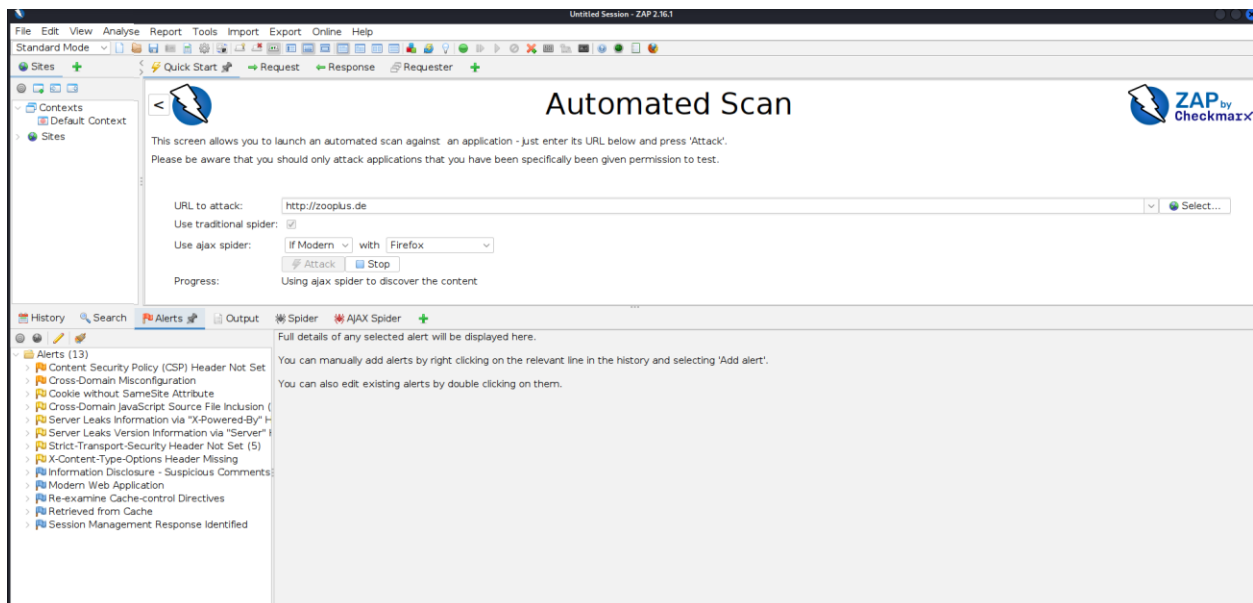 Untitled Session - ZAP 2.16.1
File Edit View Analyse Report Tools Import Export Online Help
Standard Mode
Sites
Quick Start Request Response Requester
Contexts
Default Context
Sites
<
Automated Scan
ZAP by
Checkmarx
This screen allows you to launch an automated scan against an application - just enter its URL below and press 'Attack'.
Please be aware that you should only attack applications that you have been specifically been given permission to test.
URL to attack: http://zooplus.de Select...
Use traditional spider:
Use ajax spider: If Modern with Firefox
Attack Stop
Progress: Using ajax spider to discover the content
History Search Alerts Output Spider AJAX Spider
Full details of any selected alert will be displayed here.
You can manually add alerts by right clicking on the relevant line in the history and selecting 'Add alert'.
You can also edit existing alerts by double clicking on them.
Alerts (13)
Content Security Policy (CSP) Header Not Set
Cross-Domain Misconfiguration
Cookie without SameSite Attribute
Cross-Domain JavaScript Source File Inclusion (
Server Leaks Information via "X-Powered-By" H
Server Leaks Version Information via "Server" H
Strict-Transport-Security Header Not Set (5)
X-Content-Type-Options Header Missing
Information Disclosure - Suspicious Comments
Modern Web Application
Re-examine Cache-control Directives
Retrieved from Cache
Session Management Response Identified